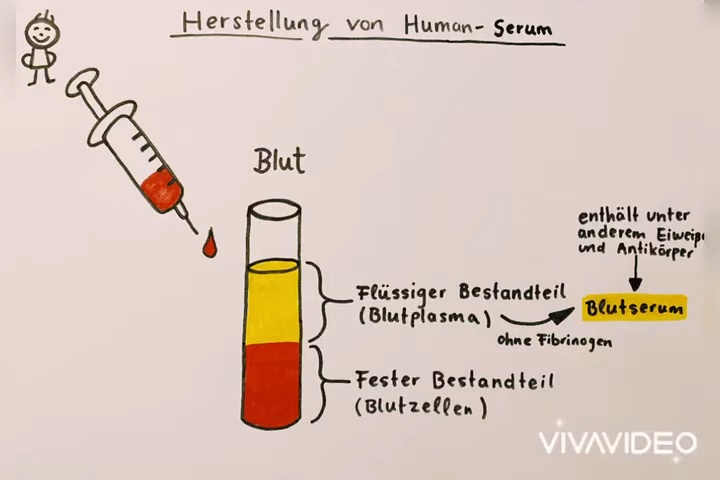 Herstellung von Human-Serum
Blut
enthält unter
anderem Eiweiß
und Antikörper
Flüssiger Bestandteil
(Blutplasma)
Blutserum
ohne Fibrinogen
Fester Bestandteil
(Blutzellen)
VIVAVIDEO